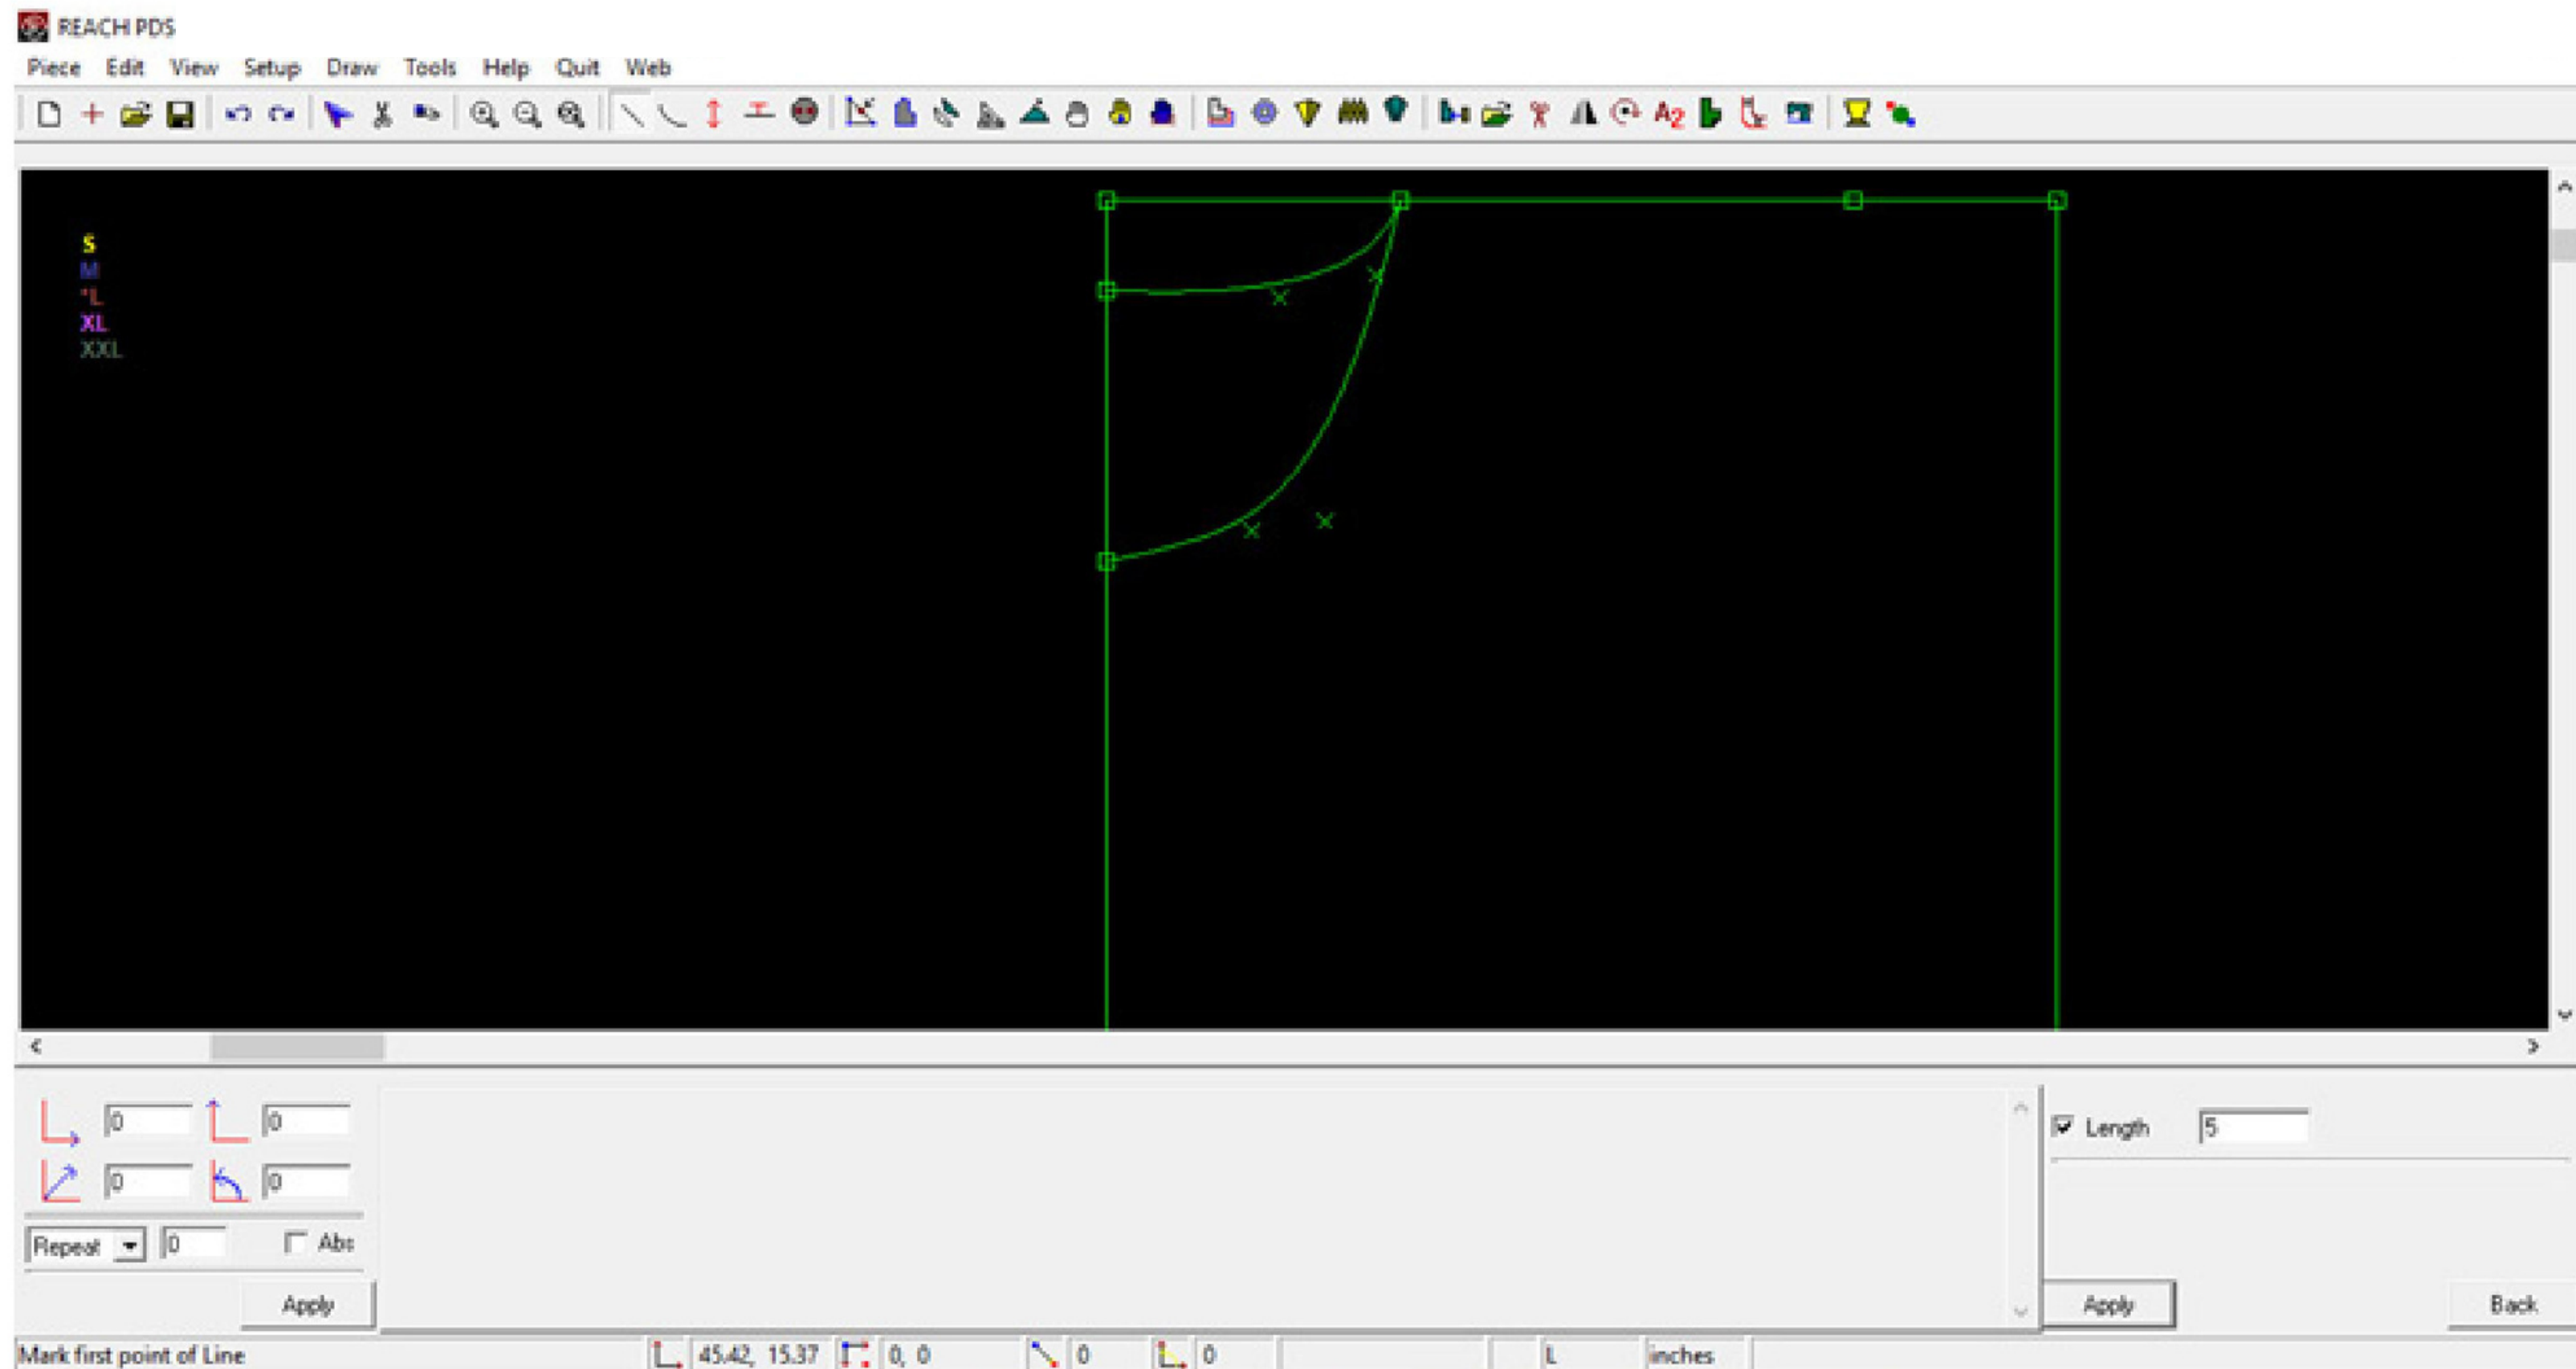 REACH PDS
Piece Edit View Setup Draw Tools Help Quit Web
A2
S
M
*L
XL
XXL
0 0
Length 5
0 0
Repeat 0 Abs
Apply
Apply Back
Mark first point of Line 45.42, 15.37 0, 0 0 0 L inches